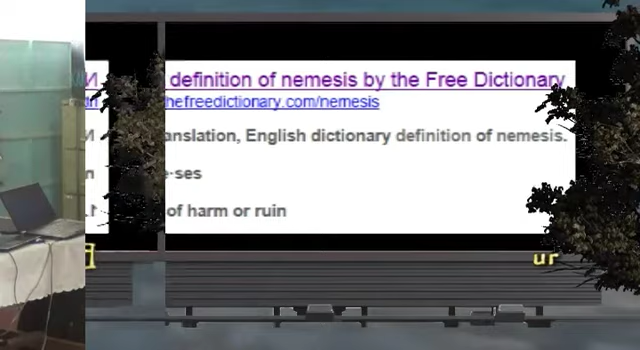 definition of nemesis by the Free Dictionary
hefreedictionary.com/nemesis
anslation, English dictionary definition of nemesis.
ses
of harm or ruin
ur